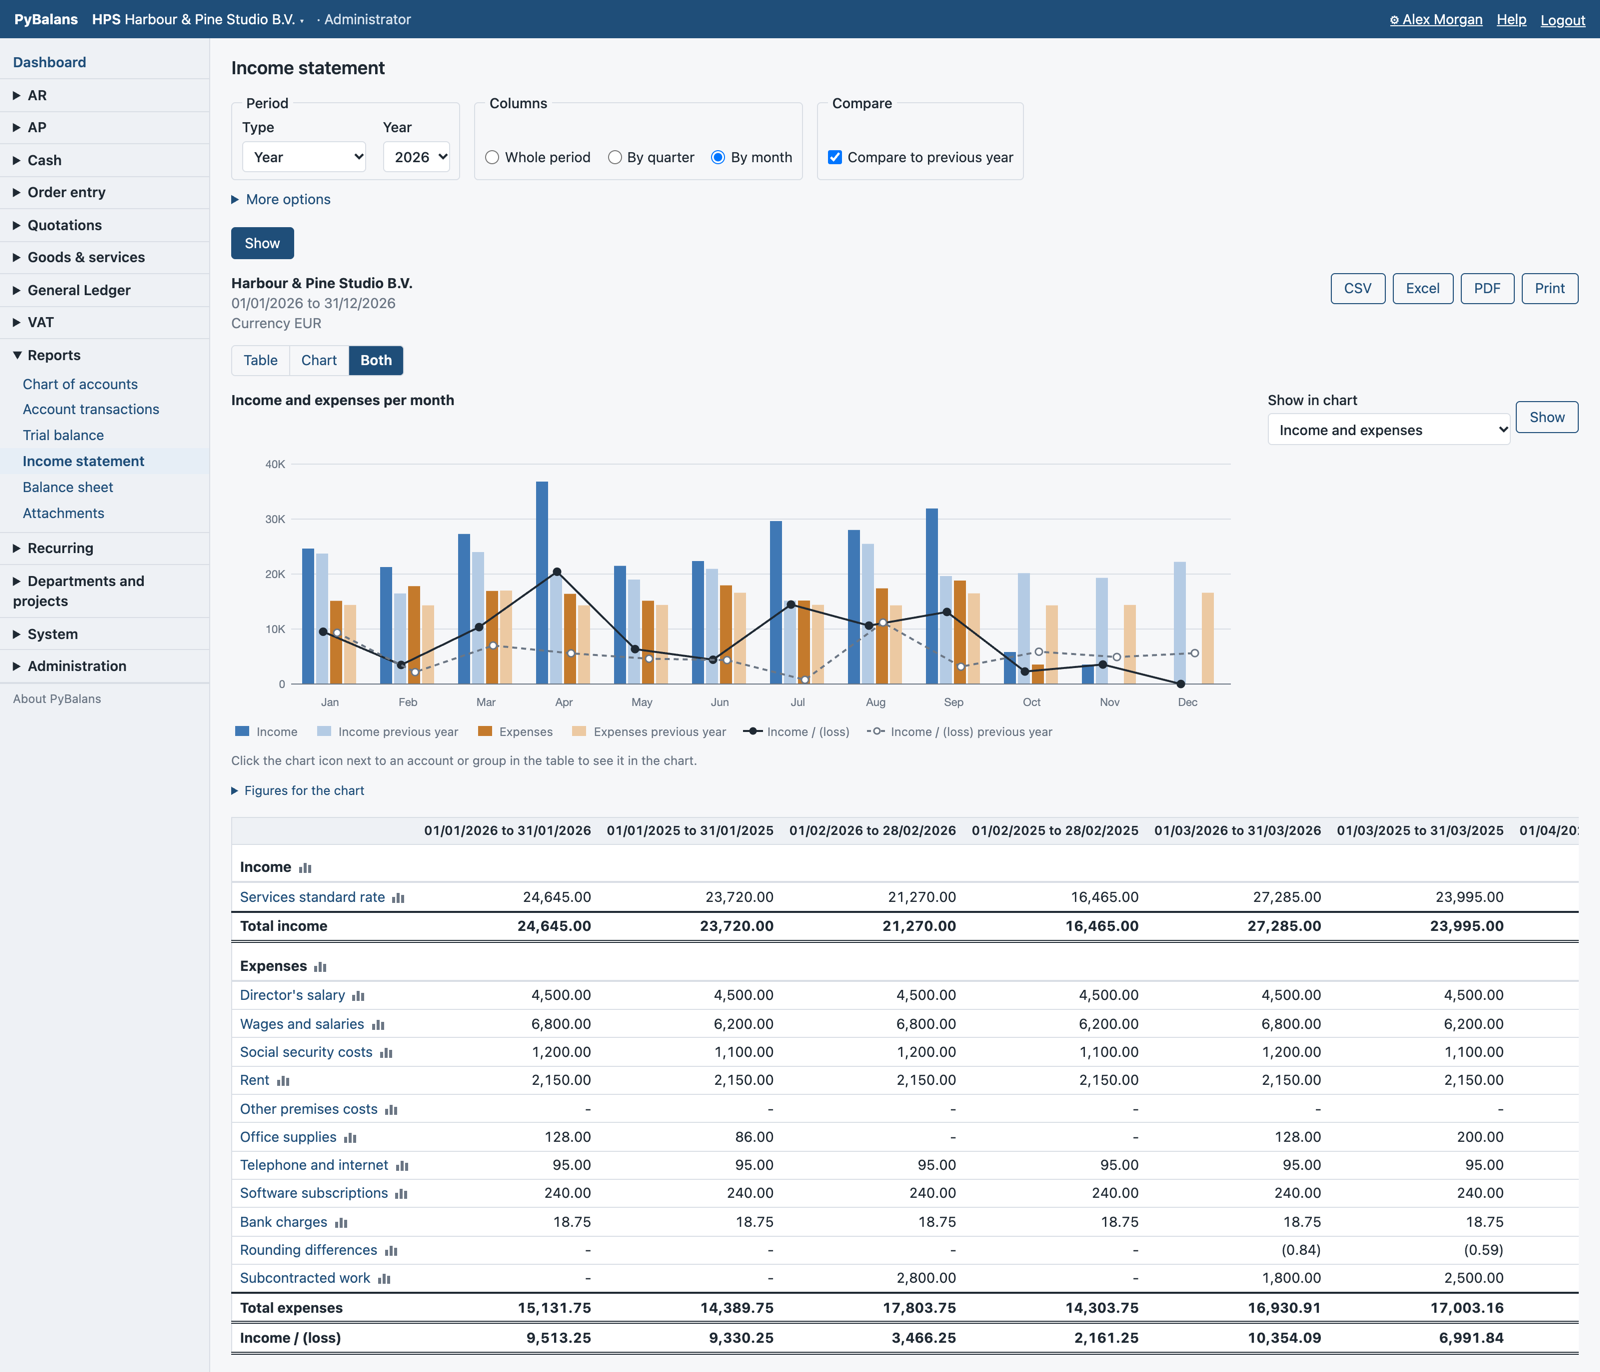 PyBalans HPS Harbour & Pine Studio B.V. · Administrator Alex Morgan Help Logout
Dashboard
AR
AP
Cash
Order entry
Quotations
Goods & services
General Ledger
VAT
Reports
Chart of accounts
Account transactions
Trial balance
Income statement
Balance sheet
Attachments
Recurring
Departments and
projects
System
Administration
About PyBalans
Income statement
Period
Type Year
Year 2026
Columns
Whole period By quarter By month
Compare
Compare to previous year
More options
Show
Harbour & Pine Studio B.V.
01/01/2026 to 31/12/2026
Currency EUR
CSV Excel PDF Print
Table Chart Both
Income and expenses per month
Show in chart
Income and expenses Show
40K
30K
20K
10K
0
Jan Feb Mar Apr May Jun Jul Aug Sep Oct Nov Dec
Income Income previous year Expenses Expenses previous year Income / (loss) Income / (loss) previous year
Click the chart icon next to an account or group in the table to see it in the chart.
Figures for the chart
01/01/2026 to 31/01/2026 01/01/2025 to 31/01/2025 01/02/2026 to 28/02/2026 01/02/2025 to 28/02/2025 01/03/2026 to 31/03/2026 01/03/2025 to 31/03/2025 01/04/20
Income
Services standard rate 24,645.00 23,720.00 21,270.00 16,465.00 27,285.00 23,995.00
Total income 24,645.00 23,720.00 21,270.00 16,465.00 27,285.00 23,995.00
Expenses
Director's salary 4,500.00 4,500.00 4,500.00 4,500.00 4,500.00 4,500.00
Wages and salaries 6,800.00 6,200.00 6,800.00 6,200.00 6,800.00 6,200.00
Social security costs 1,200.00 1,100.00 1,200.00 1,100.00 1,200.00 1,100.00
Rent 2,150.00 2,150.00 2,150.00 2,150.00 2,150.00 2,150.00
Other premises costs - - - - - -
Office supplies 128.00 86.00 - - 128.00 200.00
Telephone and internet 95.00 95.00 95.00 95.00 95.00 95.00
Software subscriptions 240.00 240.00 240.00 240.00 240.00 240.00
Bank charges 18.75 18.75 18.75 18.75 18.75 18.75
Rounding differences - - - - (0.84) (0.59)
Subcontracted work - - 2,800.00 - 1,800.00 2,500.00
Total expenses 15,131.75 14,389.75 17,803.75 14,303.75 16,930.91 17,003.16
Income / (loss) 9,513.25 9,330.25 3,466.25 2,161.25 10,354.09 6,991.84